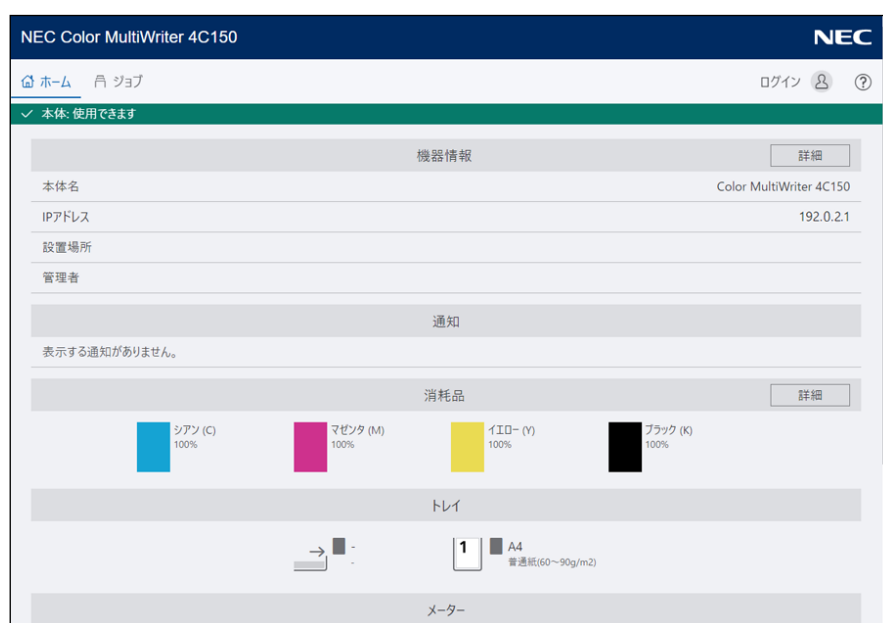 NEC Color MultiWriter 4C150
NEC
ホーム ジョブ ログイン ?
本体: 使用できます
機器情報 詳細
本体名 Color MultiWriter 4C150
IPアドレス 192.0.2.1
設置場所
管理者
通知
表示する通知がありません。
消耗品 詳細
シアン (C) マゼンタ (M) イエロー (Y) ブラック (K)
100% 100% 100% 100%
トレイ
- 1 A4
- 普通紙(60～90g/m2)
メーター